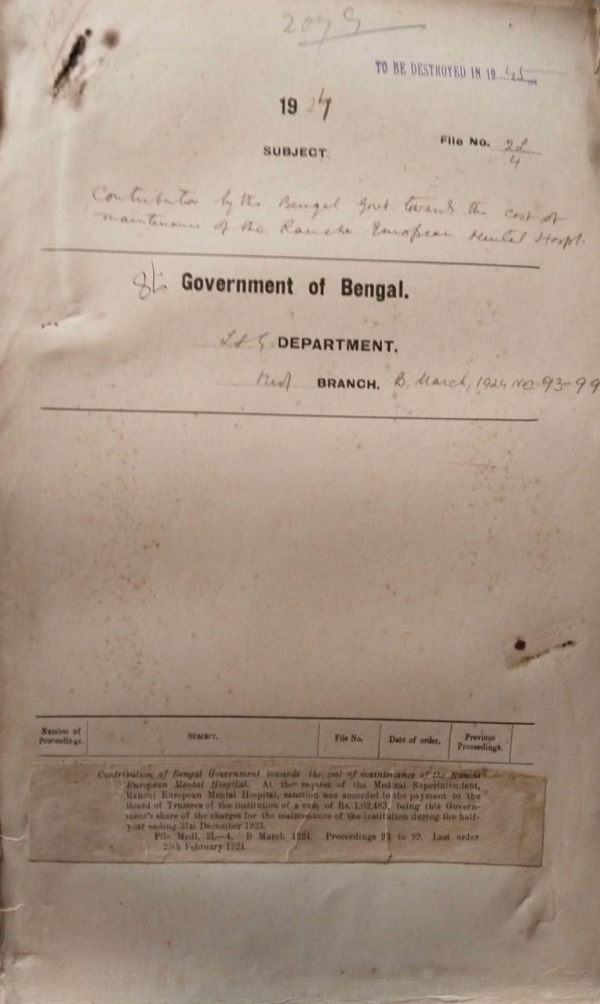 TO BE DESTROYED IN 19
1924
SUBJECT.
File No. 2L
4
Contribution by the Bengal Govt towards the cost of
maintenance of the Ranchi European Mental Hospl.
Government of Bengal.
DEPARTMENT.
Med BRANCH. B. March, 1924 Nos 93-99
Number of
Proceedings.
SUBJECT.
File No.
Date of order.
Previous
Proceedings.
Contribution of Bengal Government towards the cost of maintenance of the Ranchi
European Mental Hospital. At the request of the Medical Superintendent,
Ranchi European Mental Hospital, sanction was accorded to the payment to the
Board of Trustees of the institution of a sum of Rs. 1,62,483, being this Govern-
ment's share of the charges for the maintenance of the institution during the half-
year ending 31st December 1923.
File Medl. 2L—4. B March 1924. Proceedings 93 to 99. Last order
25th February 1924.